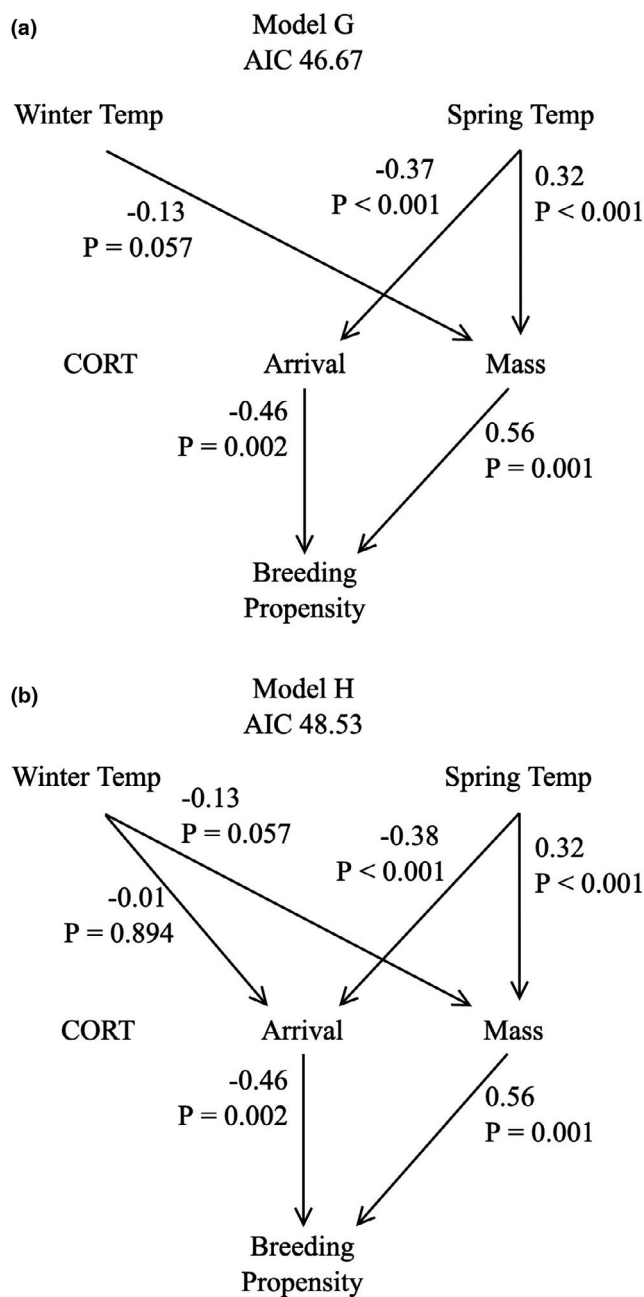 (a)
Model G
AIC 46.67
Winter Temp
Spring Temp
-0.13
P = 0.057
-0.37
P < 0.001
0.32
P < 0.001
CORT
Arrival
Mass
-0.46
P = 0.002
0.56
P = 0.001
Breeding
Propensity
(b)
Model H
AIC 48.53
Winter Temp
Spring Temp
-0.13
P = 0.057
-0.38
P < 0.001
0.32
P < 0.001
-0.01
P = 0.894
CORT
Arrival
Mass
-0.46
P = 0.002
0.56
P = 0.001
Breeding
Propensity